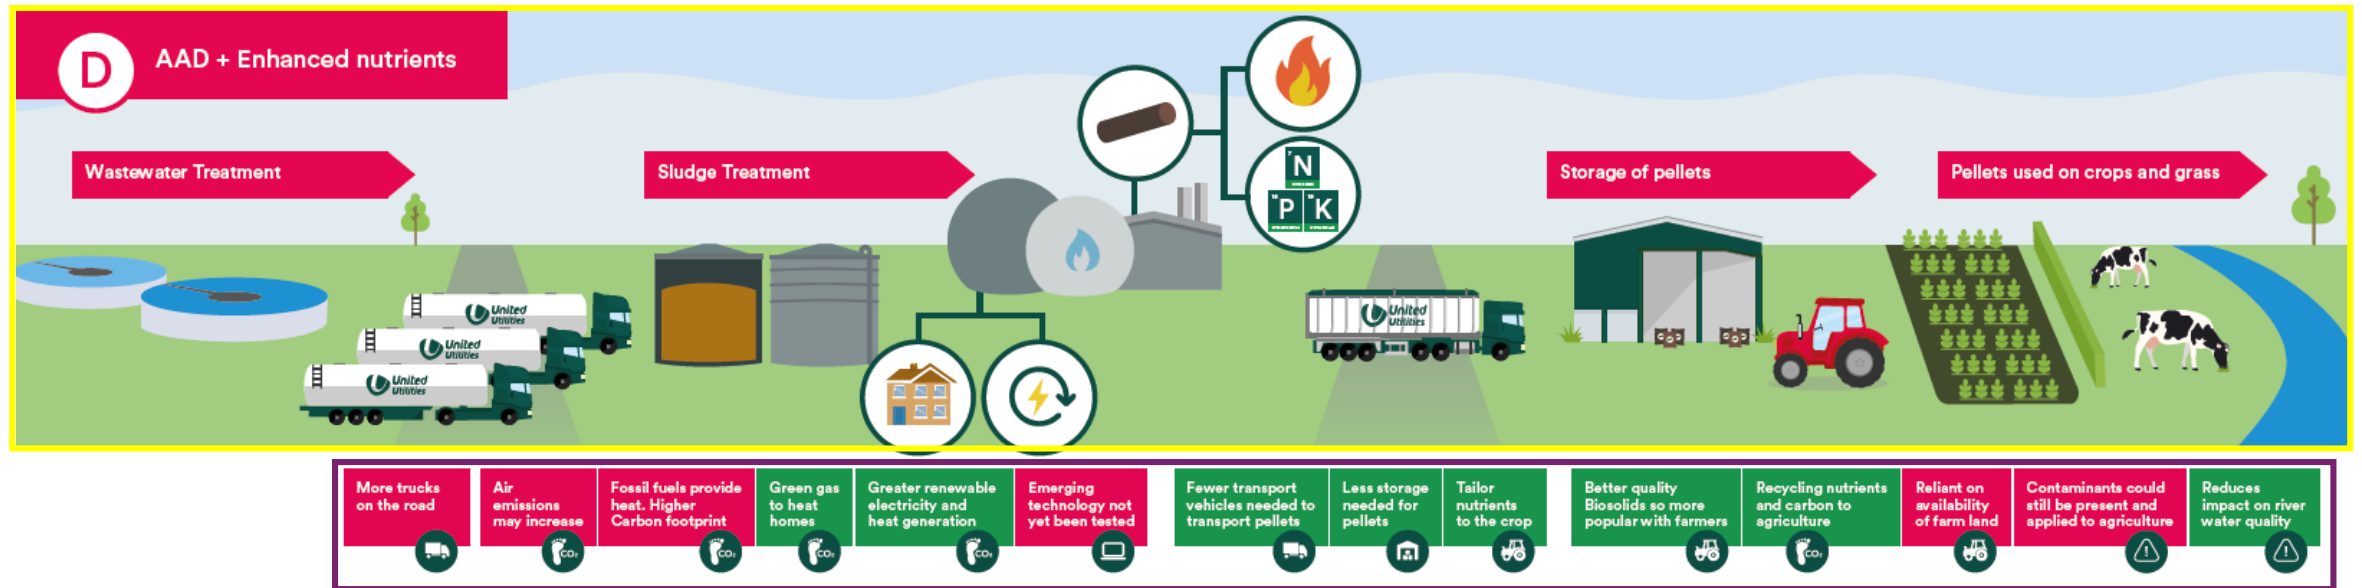 D
AAD + Enhanced nutrients
Wastewater Treatment
Sludge Treatment
Storage of pellets
Pellets used on crops and grass
N
P K
United
Utilities
United
Utilities
United
Utilities
United
Utilities
More trucks
on the road
Air
emissions
may increase
CO₂
Fossil fuels provide
heat. Higher
Carbon footprint
CO₂
Green gas
to heat
homes
CO₂
Greater renewable
electricity and
heat generation
CO₂
Emerging
technology not
yet been tested
Fewer transport
vehicles needed to
transport pellets
Less storage
needed for
pellets
Tailor
nutrients
to the crop
Better quality
Biosolids so more
popular with farmers
Recycling nutrients
and carbon to
agriculture
CO₂
Reliant on
availability
of farm land
Contaminants could
still be present and
applied to agriculture
Reduces
impact on river
water quality